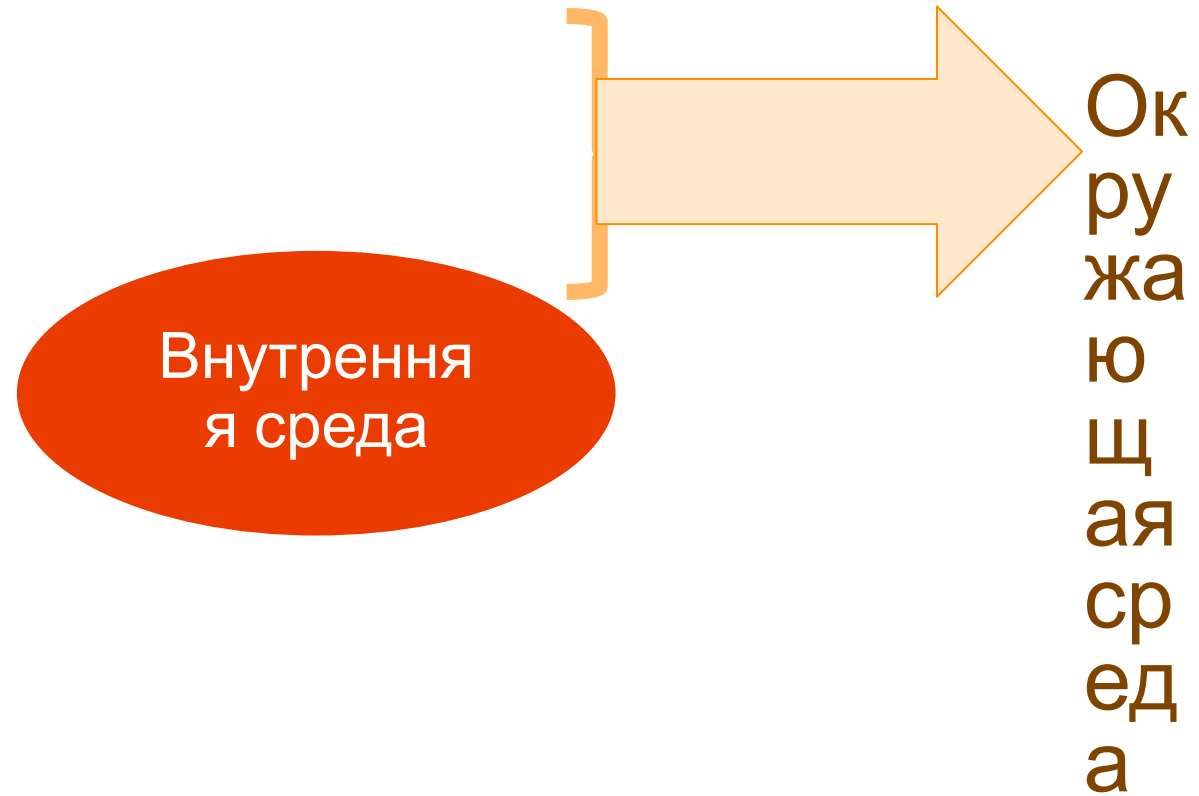 Внутрення
я среда
Ок
ру
жа
ю
щ
ая
ср
ед
а